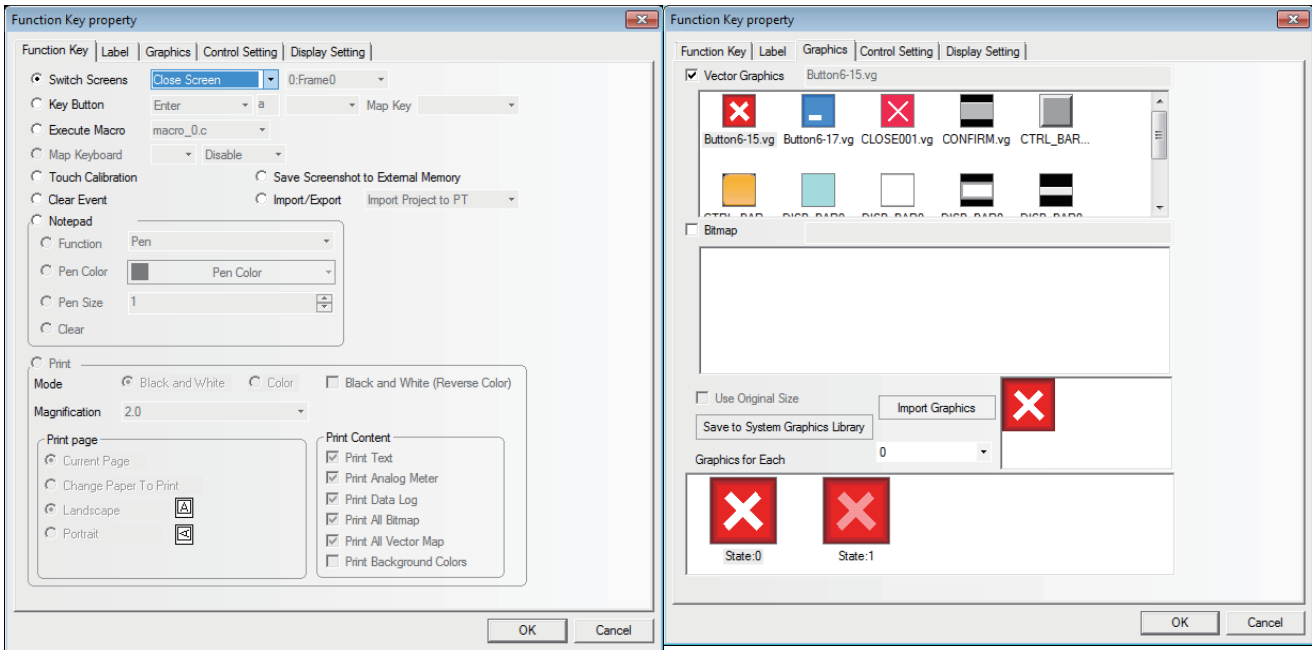 Function Key property
Function Key Label Graphics Control Setting Display Setting
Switch Screens Close Screen 0:Frame0
Key Button Enter a Map Key
Execute Macro macro_0.c
Map Keyboard Disable
Touch Calibration Save Screenshot to External Memory
Clear Event Import/Export Import Project to PT
Notepad
Function Pen
Pen Color Pen Color
Pen Size 1
Clear
Print
Mode Black and White Color Black and White (Reverse Color)
Magnification 2.0
Print page
Current Page
Change Paper To Print
Landscape A
Portrait A
Print Content
Print Text
Print Analog Meter
Print Data Log
Print All Bitmap
Print All Vector Map
Print Background Colors
OK Cancel
Function Key property
Function Key Label Graphics Control Setting Display Setting
Vector Graphics Button6-15.vg
Button6-15.vg Button6-17.vg CLOSE001.vg CONFIRM.vg CTRL_BAR...
Bitmap
Use Original Size
Import Graphics
Save to System Graphics Library
Graphics for Each 0
State:0 State:1
OK Cancel